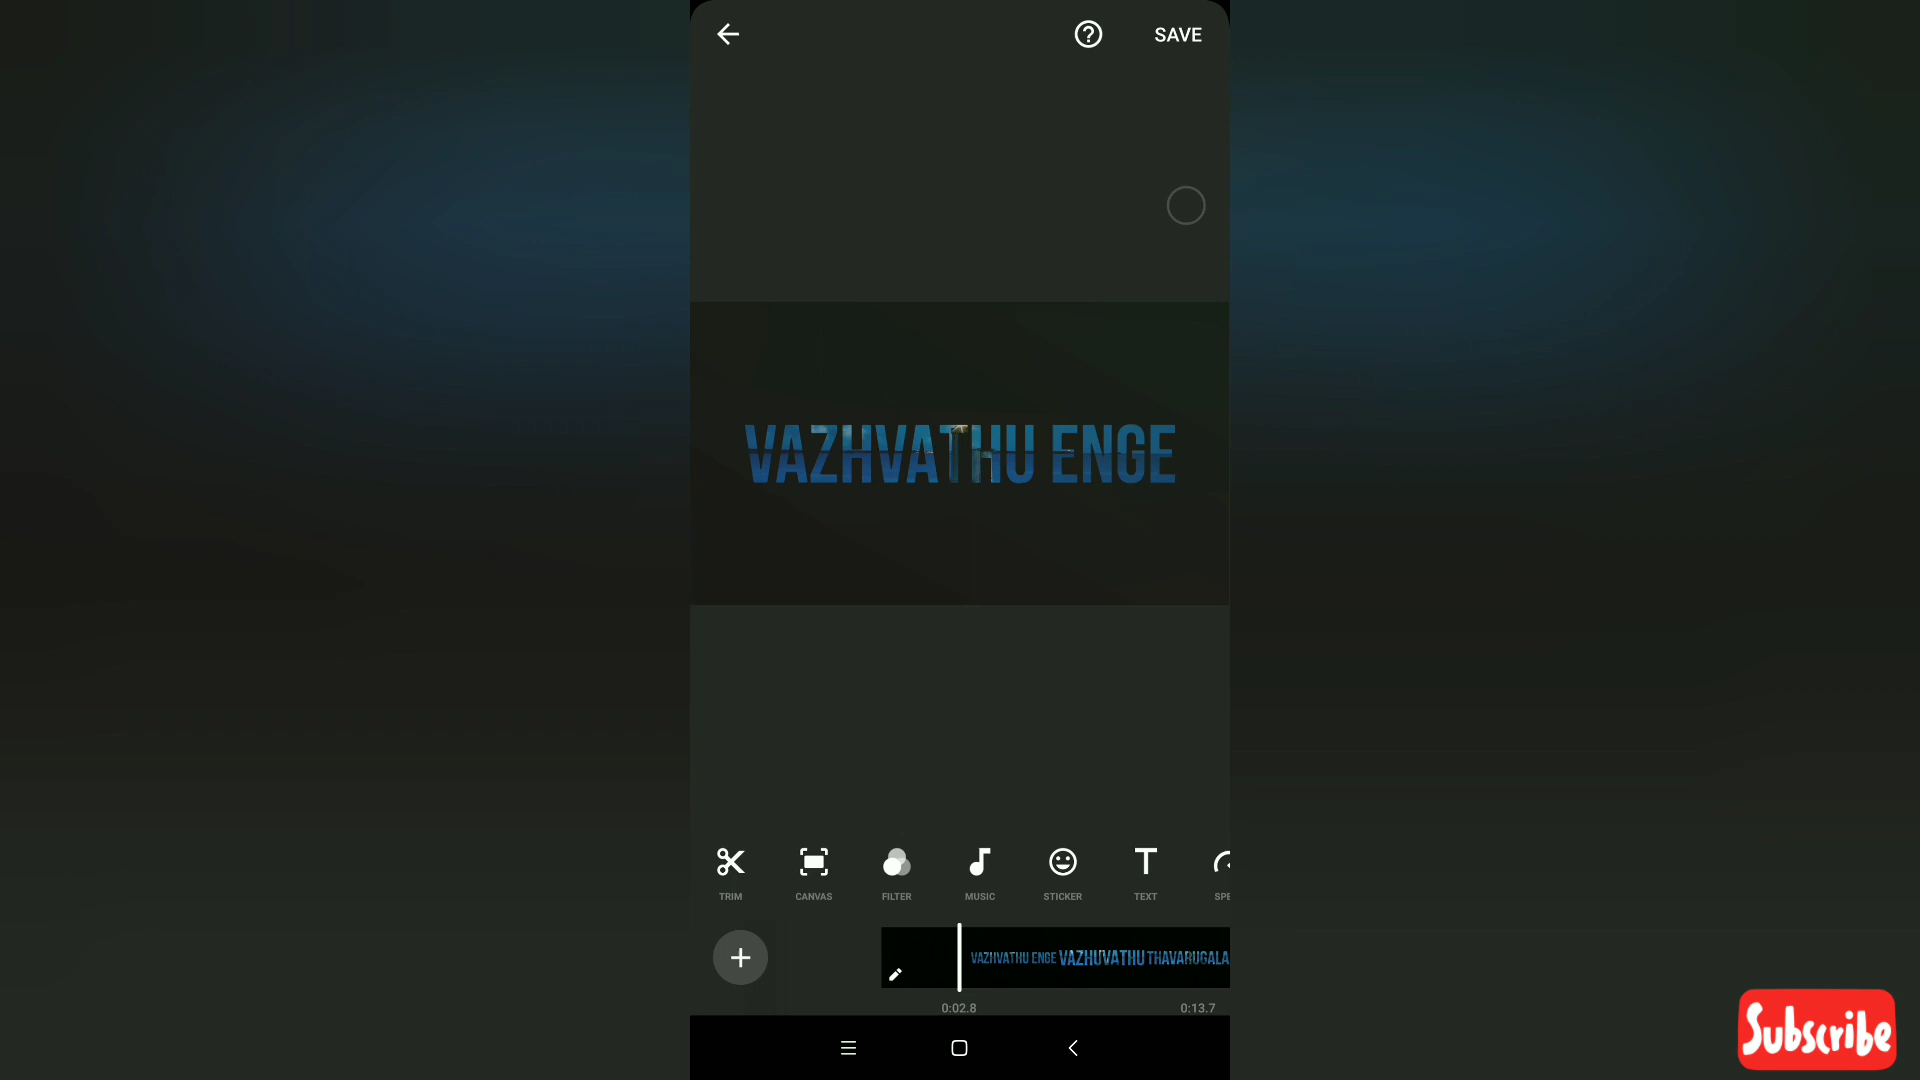 SAVE
VAZHVATHU ENGE
TRIM CANVAS FILTER MUSIC STICKER TEXT SPE
VAZHVATHU ENGE VAZHUVATHU THAVARUGALA
0:02.8 0:13.7
Subscribe